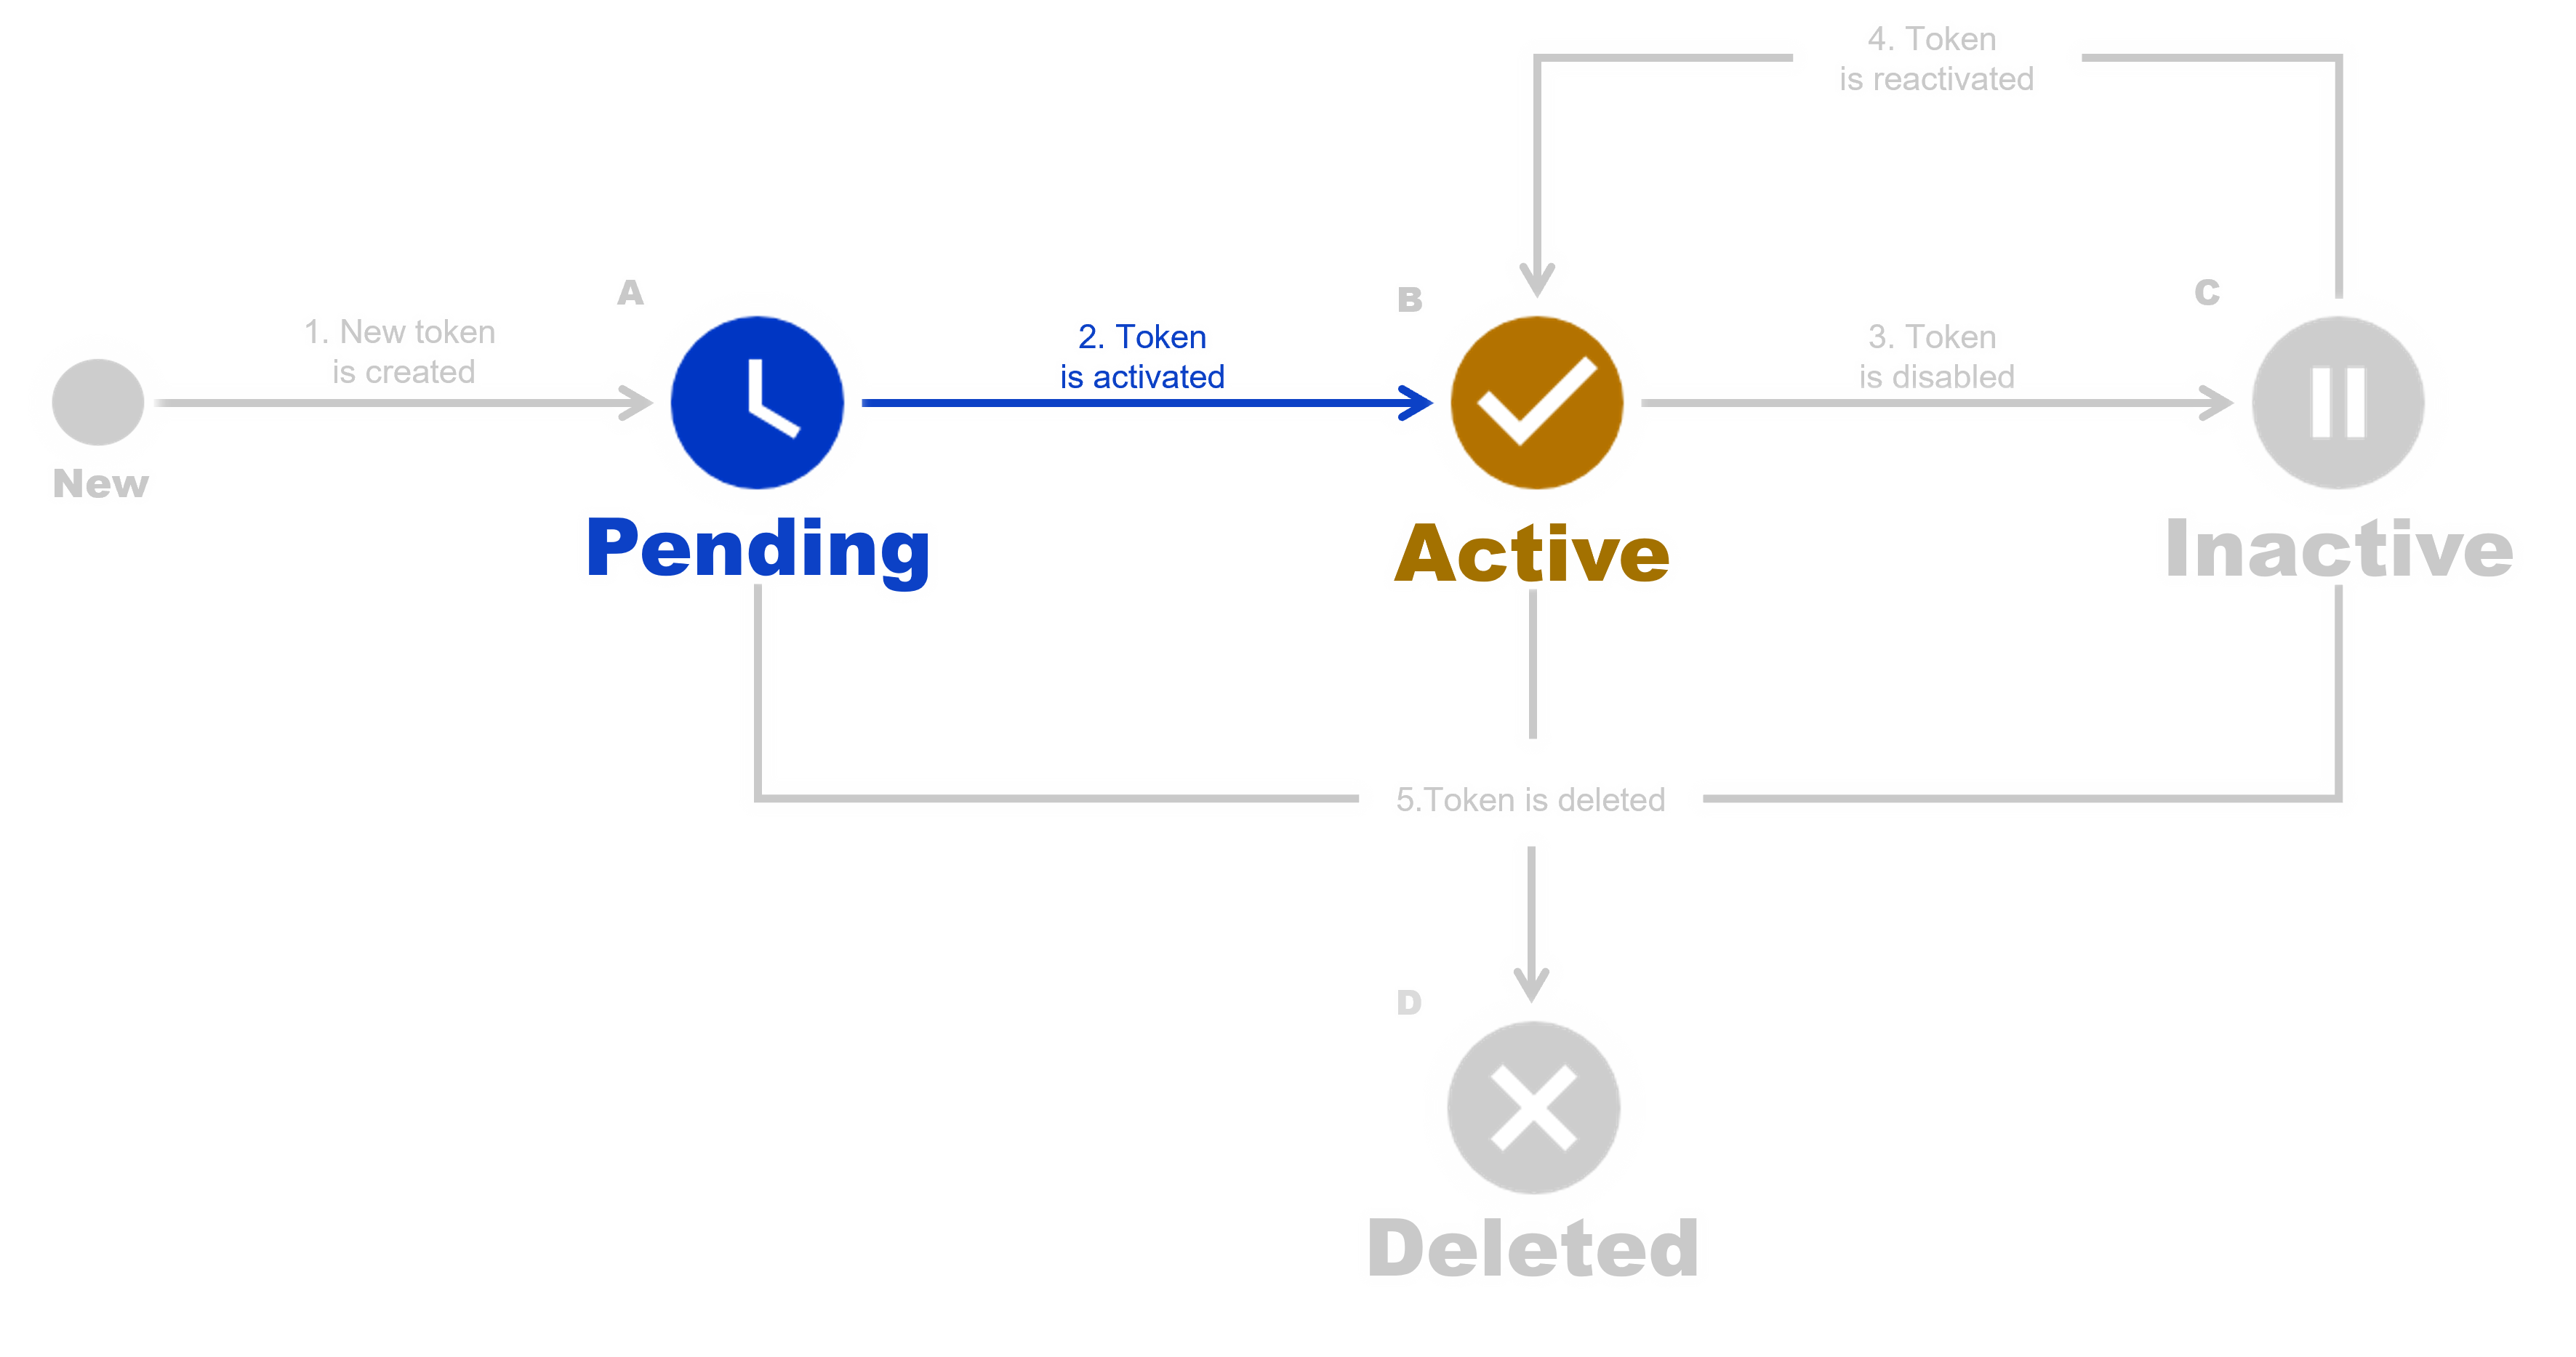 4. Token
is reactivated
A
B
C
1. New token
is created
2. Token
is activated
3. Token
is disabled
New
Pending
Active
Inactive
5.Token is deleted
D
Deleted